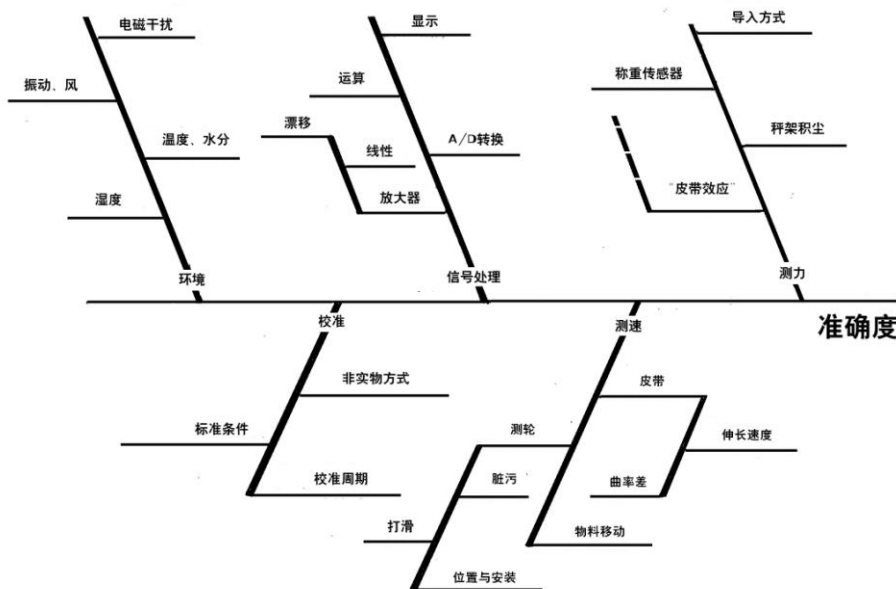 电磁干扰
振动、风
温度、水分
湿度
环境
显示
运算
漂移
线性
A/D转换
放大器
信号处理
导入方式
称重传感器
秤架积尘
"皮带效应"
测力
准确度
校准
非实物方式
标准条件
校准周期
测速
皮带
测轮
伸长速度
脏污
曲率差
打滑
物料移动
位置与安装